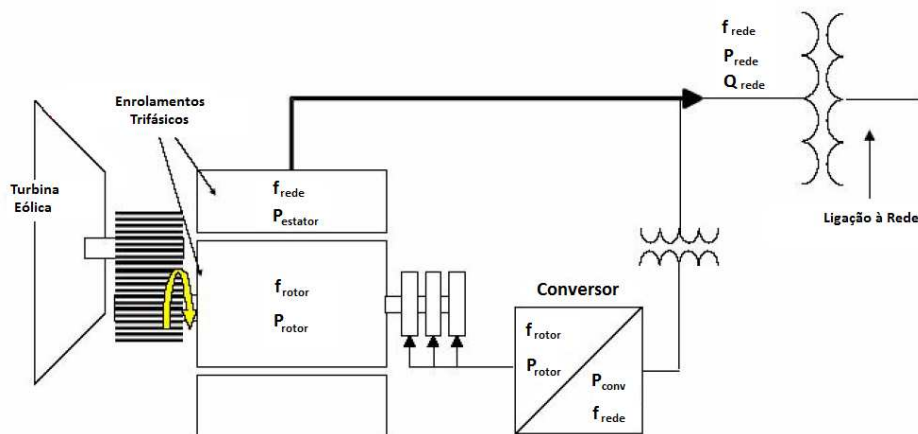 f rede
P rede
Q rede
Enrolamentos
Trifásicos
Turbina
Eólica
f rede
P estator
Ligação à Rede
f rotor
P rotor
Conversor
f rotor
P rotor
P conv
f rede